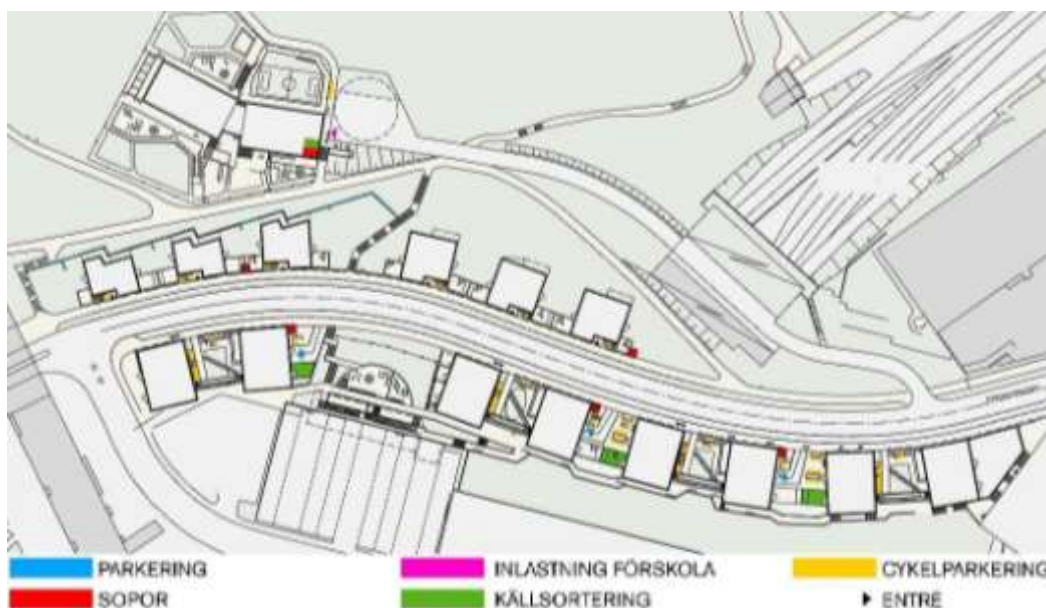 PARKERING
INLASTNING FÖRSKOLA
CYKELPARKERING
SOPOR
KÄLLSORTERING
ENTRE